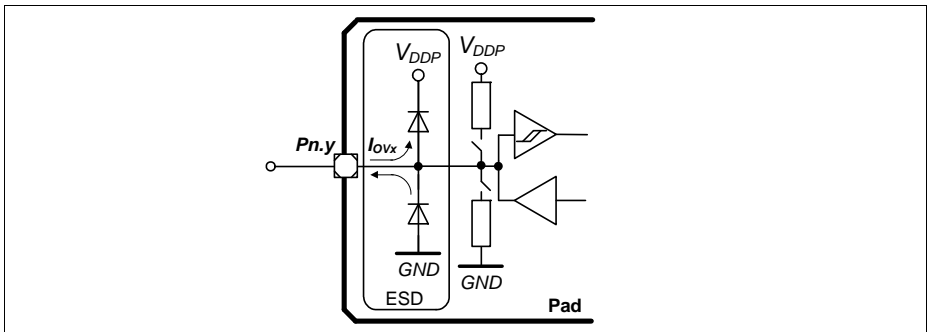 VDDP
VDDP
Pn.y
IOVx
GND
GND
ESD
Pad